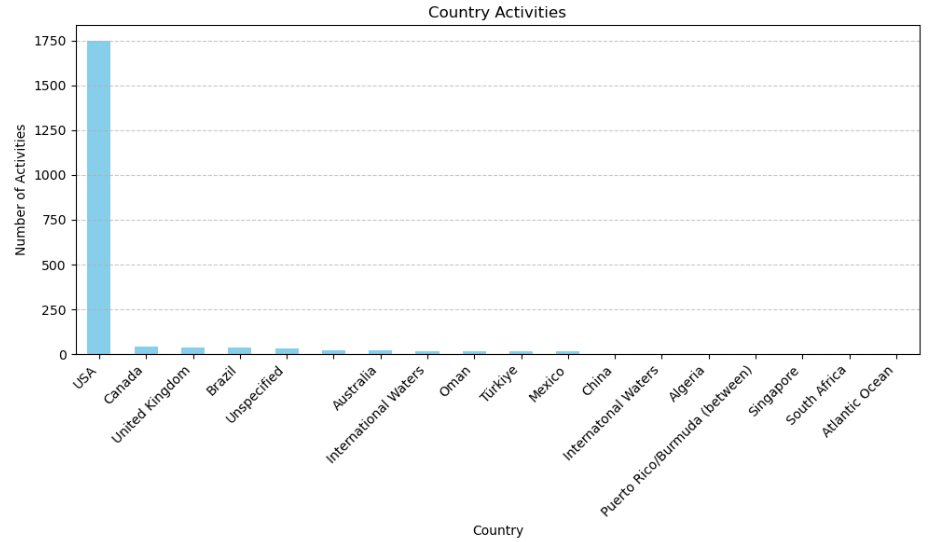 Country Activities
1750
1500
1250
1000
750
500
250
0
Number of Activities
USA
Canada
United Kingdom
Brazil
Unspecified
Australia
International Waters
Oman
Türkiye
Mexico
China
Internatonal Waters
Algeria
Puerto Rico/Burmuda (between)
Singapore
South Africa
Atlantic Ocean
Country